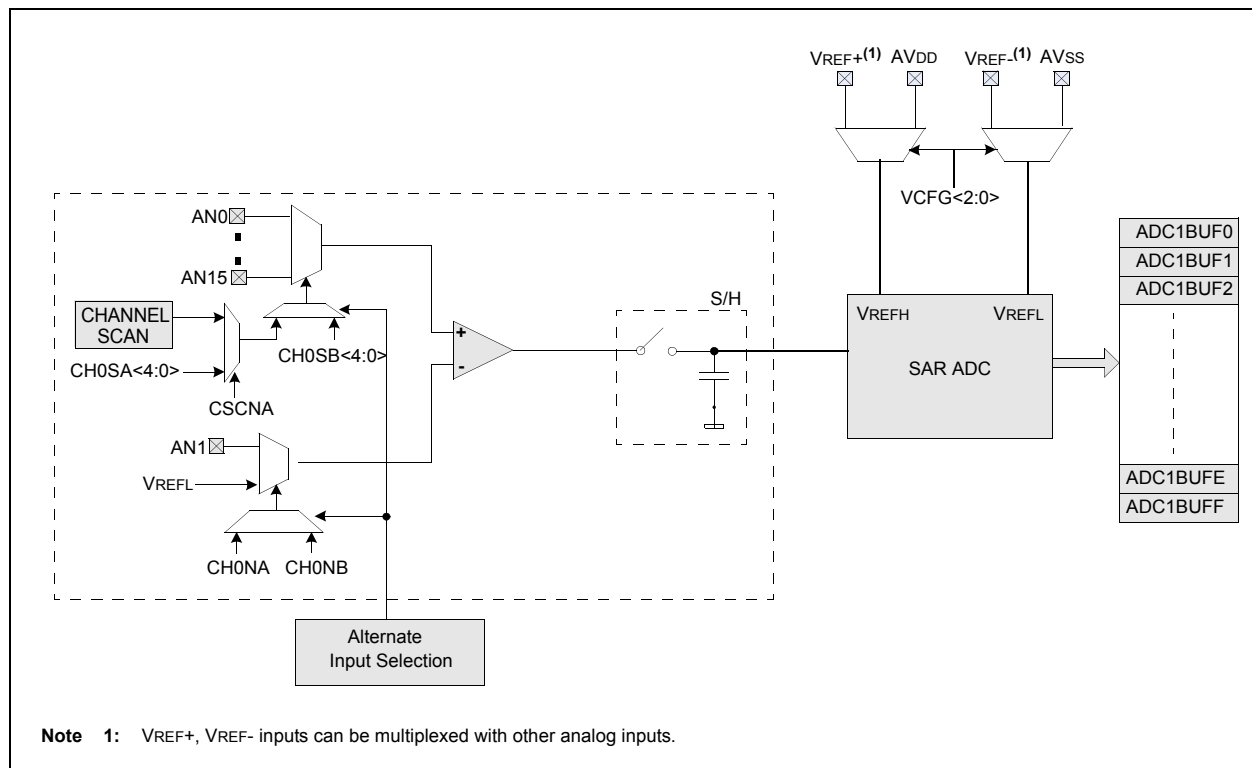 VREF+(1) AVDD VREF-(1) AVSS
VCFG<2:0>
AN0
AN15
CHANNEL
SCAN
CH0SA<4:0>
CSCNA
CH0SB<4:0>
+
-
AN1
VREFL
CH0NA CH0NB
Alternate
Input Selection
S/H
VREFH VREFL
SAR ADC
ADC1BUF0
ADC1BUF1
ADC1BUF2
ADC1BUFE
ADC1BUFF
Note 1: VREF+, VREF- inputs can be multiplexed with other analog inputs.